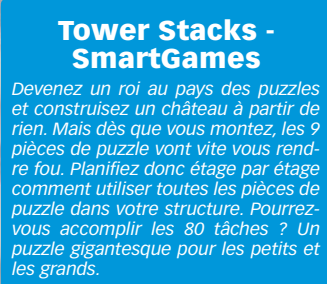 Tower Stacks -
SmartGames
Devenez un roi au pays des puzzles
et construisez un château à partir de
rien. Mais dès que vous montez, les 9
pièces de puzzle vont vite vous rend-
re fou. Planifiez donc étage par étage
comment utiliser toutes les pièces de
puzzle dans votre structure. Pourrez-
vous accomplir les 80 tâches ? Un
puzzle gigantesque pour les petits et
les grands.